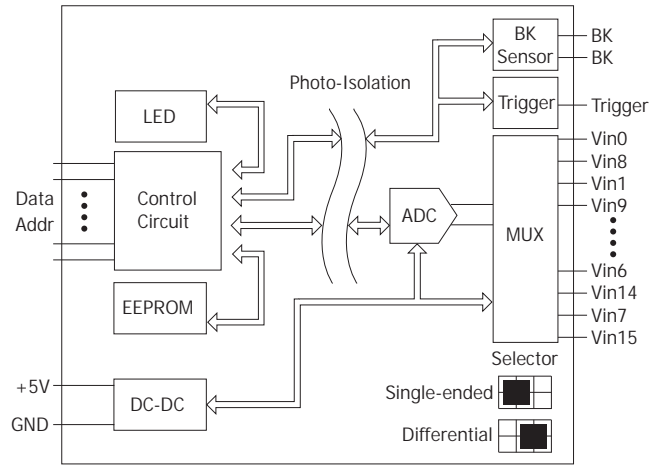 BK
Sensor
BK
BK
Photo-Isolation
LED
Trigger
Trigger
Vin0
Vin8
Vin1
Vin9
Data
Addr
Control
Circuit
ADC
MUX
EEPROM
Vin6
Vin14
Vin7
Vin15
Selector
+5V
GND
DC-DC
Single-ended
Differential